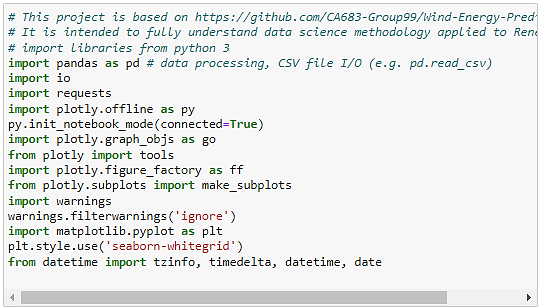 # This project is based on https://github.com/CA683-Group99/Wind-Energy-Pred
# It is intended to fully understand data science methodology applied to Rene
# import libraries from python 3
import pandas as pd # data processing, CSV file I/O (e.g. pd.read_csv)
import io
import requests
import plotly.offline as py
py.init_notebook_mode(connected=True)
import plotly.graph_objs as go
from plotly import tools
import plotly.figure_factory as ff
from plotly.subplots import make_subplots
import warnings
warnings.filterwarnings('ignore')
import matplotlib.pyplot as plt
plt.style.use('seaborn-whitegrid')
from datetime import tzinfo, timedelta, datetime, date